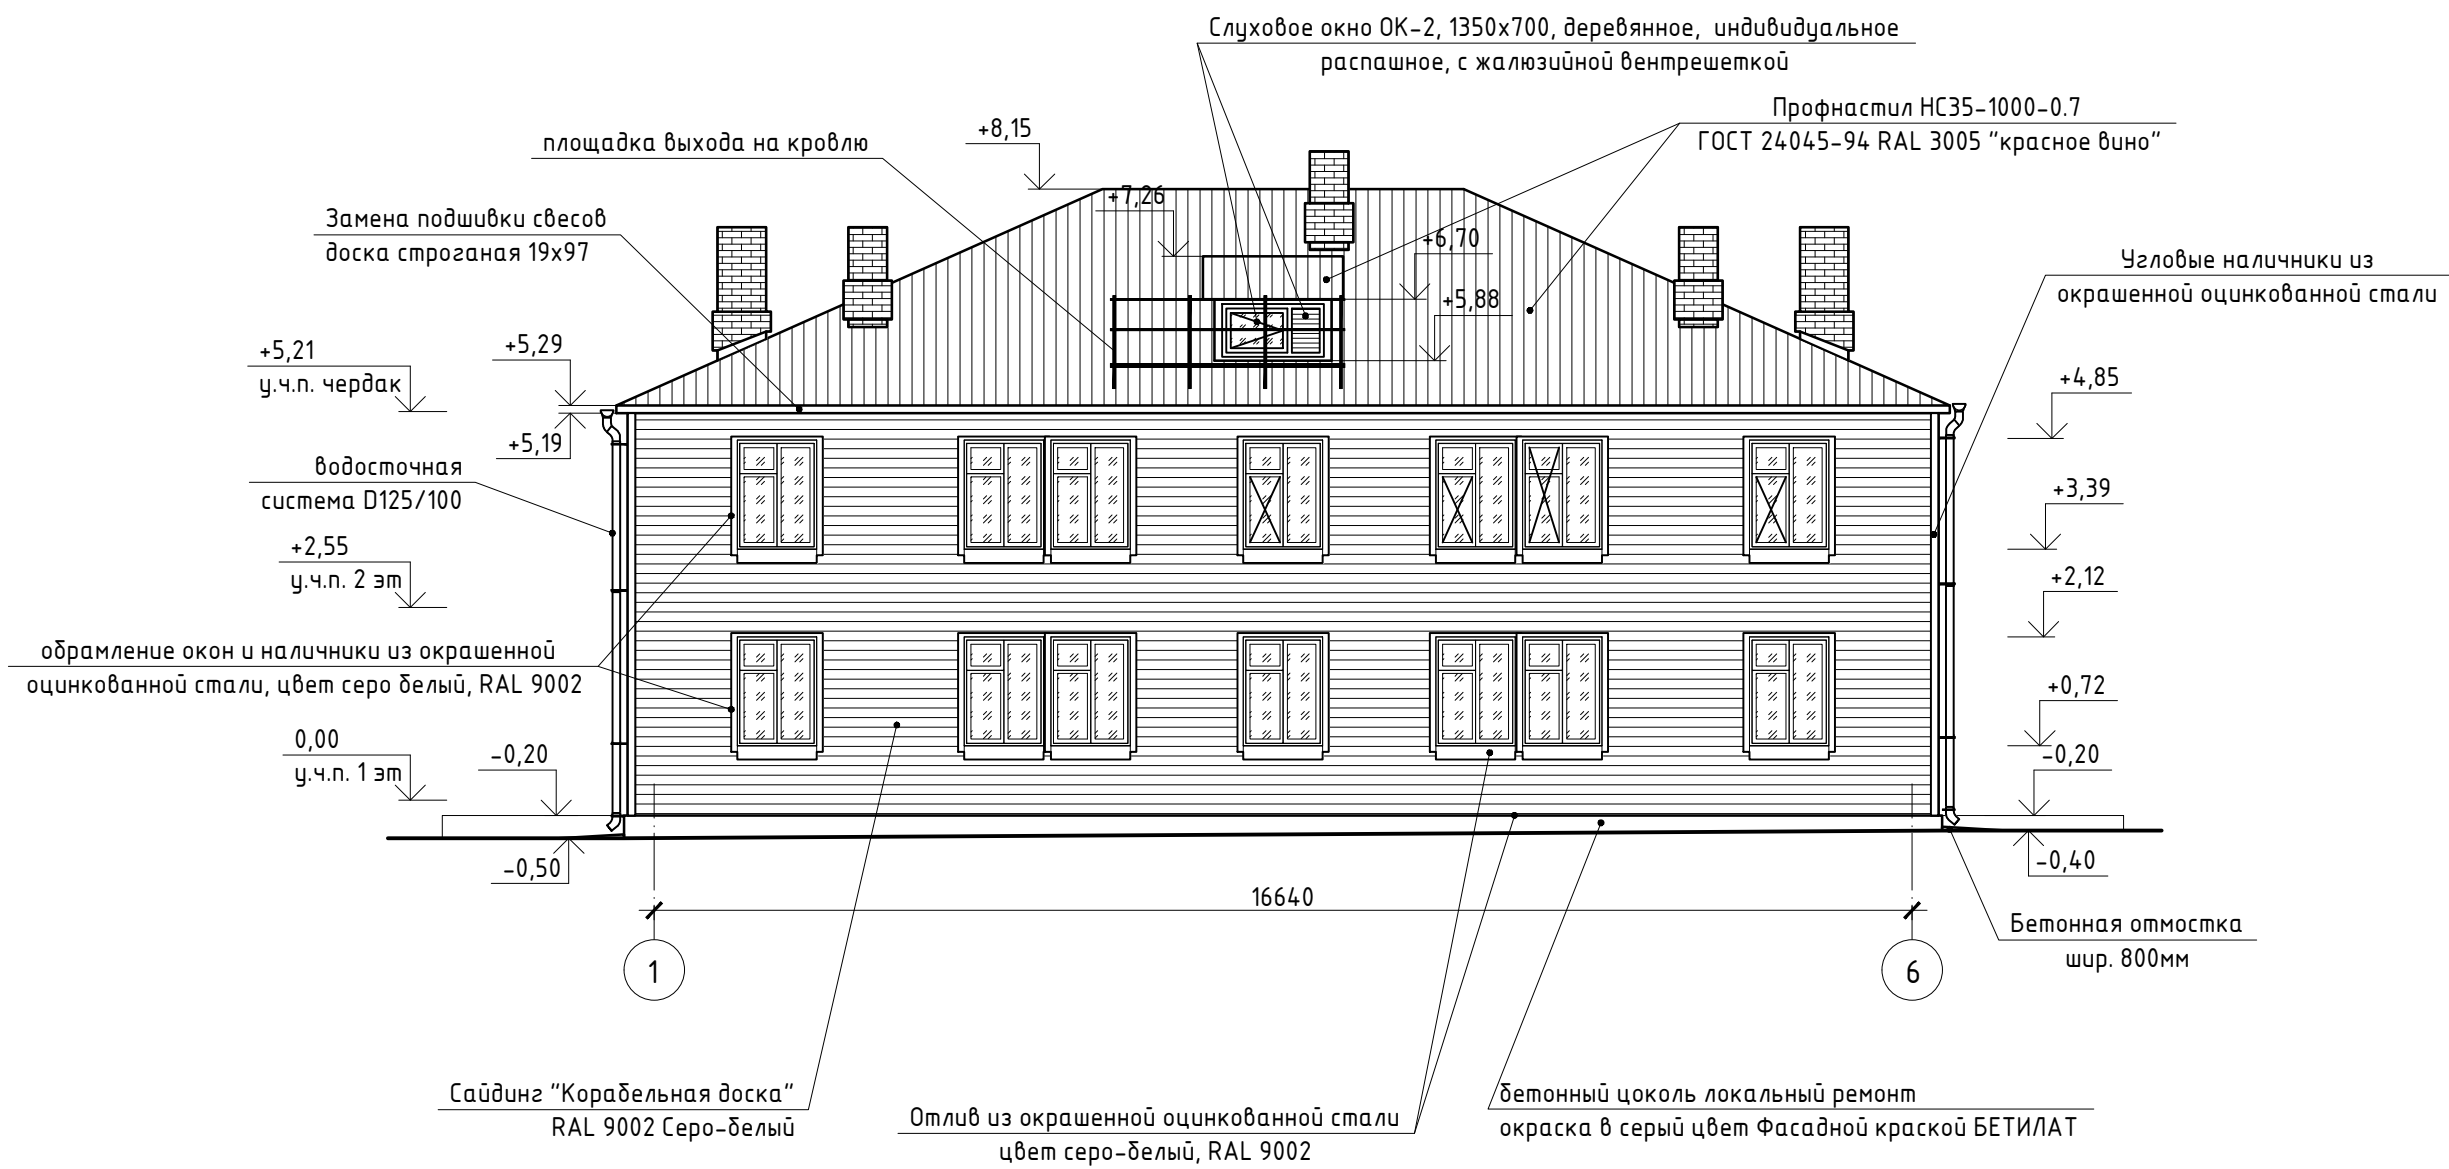 Слуховое окно ОК-2, 1350х700, деревянное, индивидуальное
распашное, с жалюзийной вентрешеткой
Профнастил НС35-1000-0.7
ГОСТ 24045-94 RAL 3005 "красное вино"
+8,15
площадка выхода на кровлю
+7,26
Замена подшивки свесов
доска строганая 19х97
+6,70
Угловые наличники из
окрашенной оцинкованной стали
+5,88
+5,21
у.ч.п. чердак
+5,29
+4,85
+5,19
водосточная
система D125/100
+3,39
+2,55
у.ч.п. 2 эт
+2,12
обрамление окон и наличники из окрашенной
оцинкованной стали, цвет серо белый, RAL 9002
+0,72
0,00
у.ч.п. 1 эт
-0,20
-0,20
-0,50
-0,40
16640
Бетонная отмостка
шир. 800мм
1
6
Сайдинг "Корабельная доска"
RAL 9002 Серо-белый
Отлив из окрашенной оцинкованной стали
цвет серо-белый, RAL 9002
бетонный цоколь локальный ремонт
окраска в серый цвет Фасадной краской БЕТИЛАТ